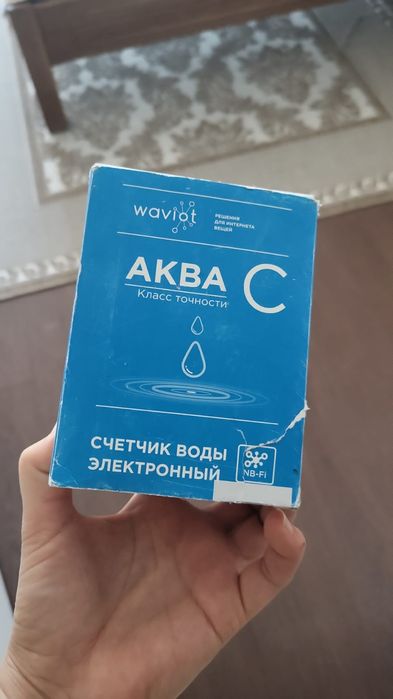 waviot
РЕШЕНИЯ
ДЛЯ ИНТЕРНЕТА
ВЕЩЕЙ
АКВА С
Класс точности
СЧЕТЧИК ВОДЫ
ЭЛЕКТРОННЫЙ
NB-Fi